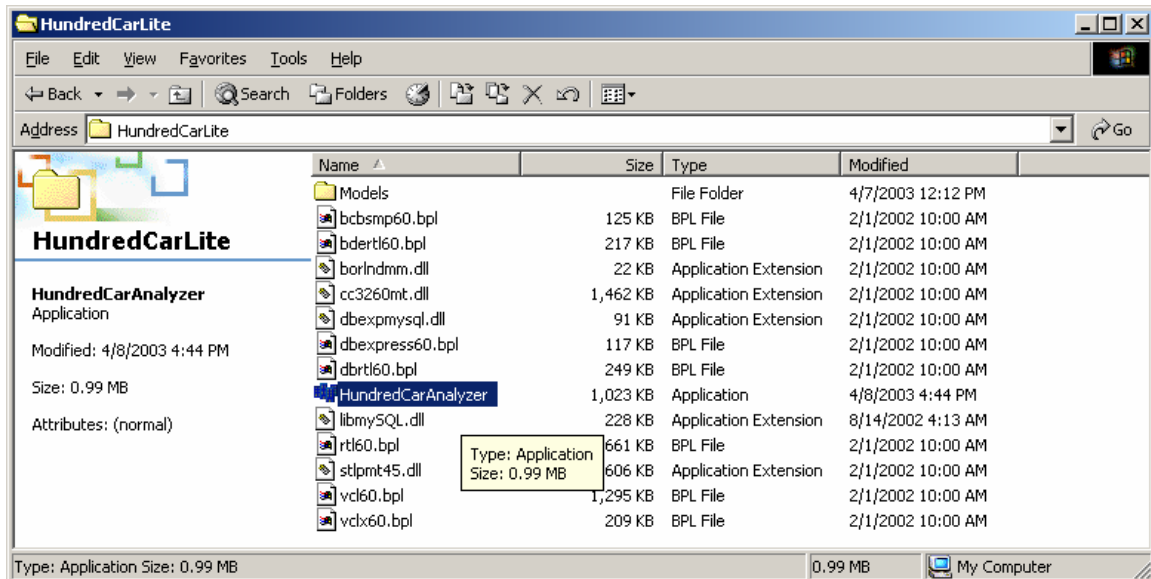 HundredCarLite
File Edit View Favorites Tools Help
Back Search Folders
Address HundredCarLite Go
HundredCarLite
HundredCarAnalyzer
Application
Modified: 4/8/2003 4:44 PM
Size: 0.99 MB
Attributes: (normal)
Name Size Type Modified
Models File Folder 4/7/2003 12:12 PM
bcbsmp60.bpl 125 KB BPL File 2/1/2002 10:00 AM
bdertl60.bpl 217 KB BPL File 2/1/2002 10:00 AM
borlndmm.dll 22 KB Application Extension 2/1/2002 10:00 AM
cc3260mt.dll 1,462 KB Application Extension 2/1/2002 10:00 AM
dbexpmysql.dll 91 KB Application Extension 2/1/2002 10:00 AM
dbexpress60.bpl 117 KB BPL File 2/1/2002 10:00 AM
dbrtl60.bpl 249 KB BPL File 2/1/2002 10:00 AM
HundredCarAnalyzer 1,023 KB Application 4/8/2003 4:44 PM
libmySQL.dll 228 KB Application Extension 8/14/2002 4:13 AM
rtl60.bpl 661 KB BPL File 2/1/2002 10:00 AM
stlpmt45.dll 606 KB Application Extension 2/1/2002 10:00 AM
vcl60.bpl 1,295 KB BPL File 2/1/2002 10:00 AM
vclx60.bpl 209 KB BPL File 2/1/2002 10:00 AM
Type: Application
Size: 0.99 MB
Type: Application Size: 0.99 MB 0.99 MB My Computer